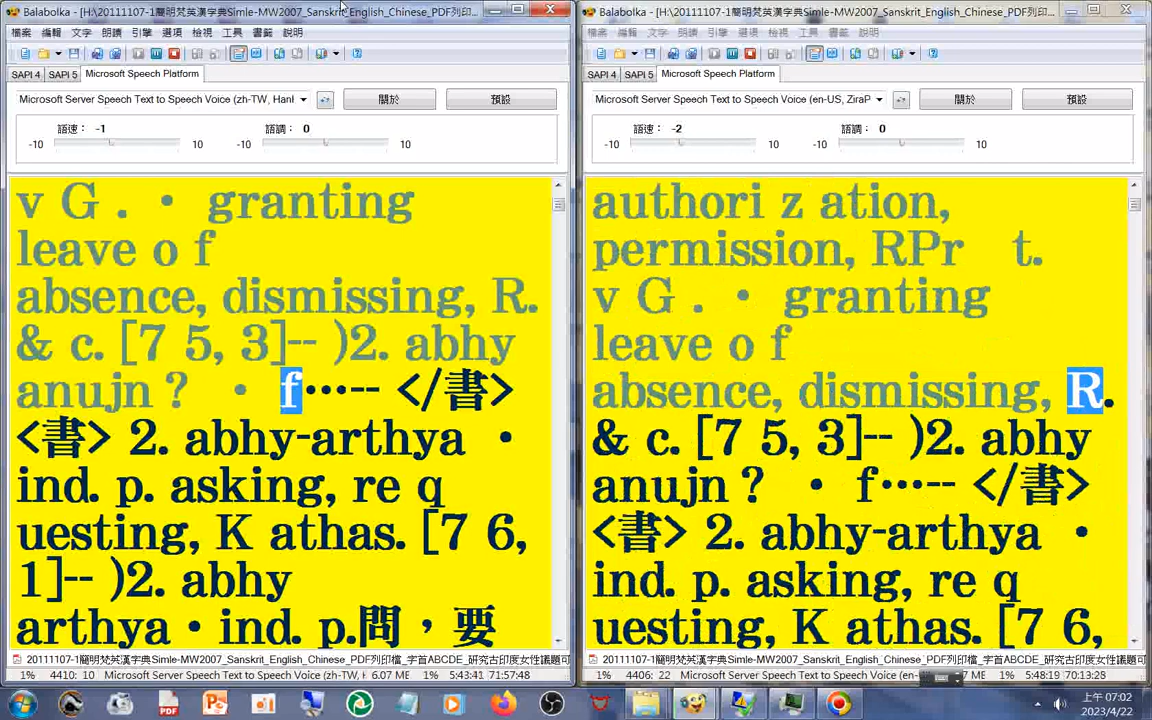 Balabolka - [H:\20111107-1簡明梵英漢字典Simle-MW2007_Sanskrit_English_Chinese_PDF列印...
檔案 編輯 文字 朗讀 引擎 選項 檢視 工具 書籤 說明
SAPI 4 SAPI 5 Microsoft Speech Platform
Microsoft Server Speech Text to Speech Voice (zh-TW, Hanl 關於 預設
語速： -1 語調： 0
-10 10 -10 10
v G . • granting
leave o f
absence, dismissing, R.
& c. [7 5, 3]-- )2. abhy
anujn？ • f…-- </書>
<書> 2. abhy-arthya •
ind. p. asking, re q
uesting, K athas. [7 6,
1]-- )2. abhy
arthya • ind. p.問，要
20111107-1簡明梵英漢字典Simle-MW2007_Sanskrit_English_Chinese_PDF列印檔_字首ABCDE_研究古印度女性議題可
1% 4410: 10 Microsoft Server Speech Text to Speech Voice (zh-TW, H 6.07 ME 1% 5:43:41 71:57:48
Balabolka - [H:\20111107-1簡明梵英漢字典Simle-MW2007_Sanskrit_English_Chinese_PDF列印...
檔案 編輯 文字 朗讀 引擎 選項 檢視 工具 書籤 說明
SAPI 4 SAPI 5 Microsoft Speech Platform
Microsoft Server Speech Text to Speech Voice (en-US, ZiraP 關於 預設
語速： -2 語調： 0
-10 10 -10 10
authori z ation,
permission, RPr t.
v G . • granting
leave o f
absence, dismissing, R.
& c. [7 5, 3]-- )2. abhy
anujn？ • f…-- </書>
<書> 2. abhy-arthya •
ind. p. asking, re q
uesting, K athas. [7 6,
20111107-1簡明梵英漢字典Simle-MW2007_Sanskrit_English_Chinese_PDF列印檔_字首ABCDE_研究古印度女性議題可
1% 4406: 22 Microsoft Server Speech Text to Speech Voice (en-U 1% 5:48:19 70:13:28
上午 07:02
2023/4/22